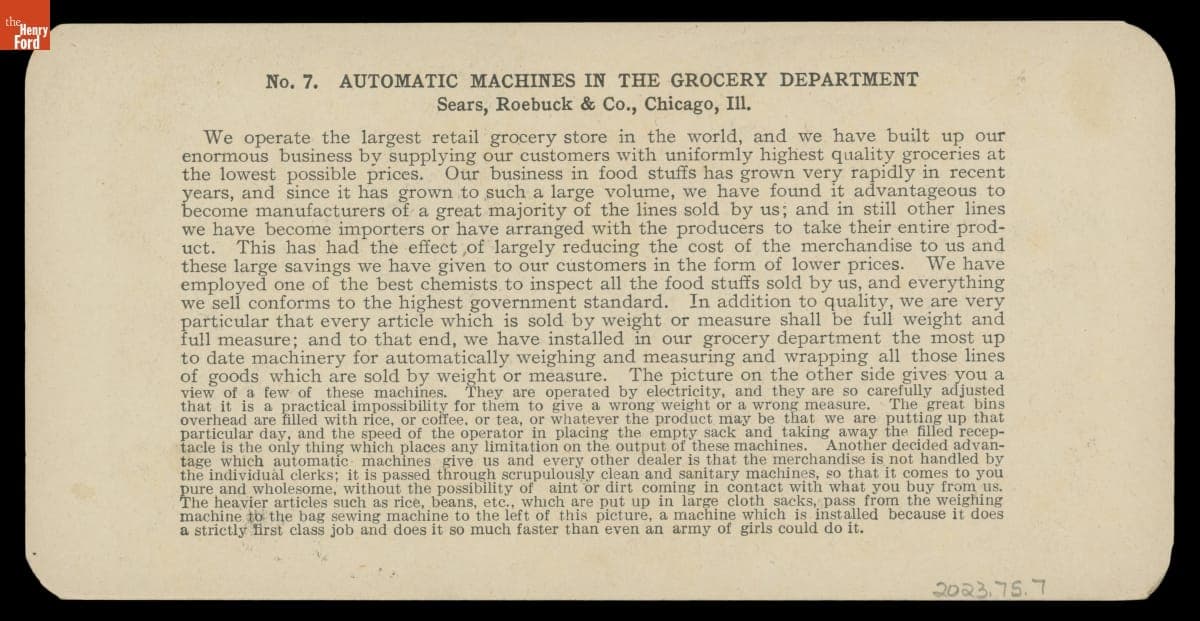 the
Henry
Ford
No. 7. AUTOMATIC MACHINES IN THE GROCERY DEPARTMENT
Sears, Roebuck & Co., Chicago, Ill.
We operate the largest retail grocery store in the world, and we have built up our
enormous business by supplying our customers with uniformly highest quality groceries at
the lowest possible prices. Our business in food stuffs has grown very rapidly in recent
years, and since it has grown to such a large volume, we have found it advantageous to
become manufacturers of a great majority of the lines sold by us; and in still other lines
we have become importers or have arranged with the producers to take their entire prod-
uct. This has had the effect of largely reducing the cost of the merchandise to us and
these large savings we have given to our customers in the form of lower prices. We have
employed one of the best chemists to inspect all the food stuffs sold by us, and everything
we sell conforms to the highest government standard. In addition to quality, we are very
particular that every article which is sold by weight or measure shall be full weight and
full measure; and to that end, we have installed in our grocery department the most up
to date machinery for automatically weighing and measuring and wrapping all those lines
of goods which are sold by weight or measure. The picture on the other side gives you a
view of a few of these machines. They are operated by electricity, and they are so carefully adjusted
that it is a practical impossibility for them to give a wrong weight or a wrong measure. The great bins
overhead are filled with rice, or coffee, or tea, or whatever the product may be that we are putting up that
particular day, and the speed of the operator in placing the empty sack and taking away the filled recep-
tacle is the only thing which places any limitation on the output of these machines. Another decided advan-
tage which automatic machines give us and every other dealer is that the merchandise is not handled by
the individual clerks; it is passed through scrupulously clean and sanitary machines, so that it comes to you
pure and wholesome, without the possibility of aint or dirt coming in contact with what you buy from us.
The heavier articles such as rice, beans, etc., which are put up in large cloth sacks, pass from the weighing
machine to the bag sewing machine to the left of this picture, a machine which is installed because it does
a strictly first class job and does it so much faster than even an army of girls could do it.
2023.75.7